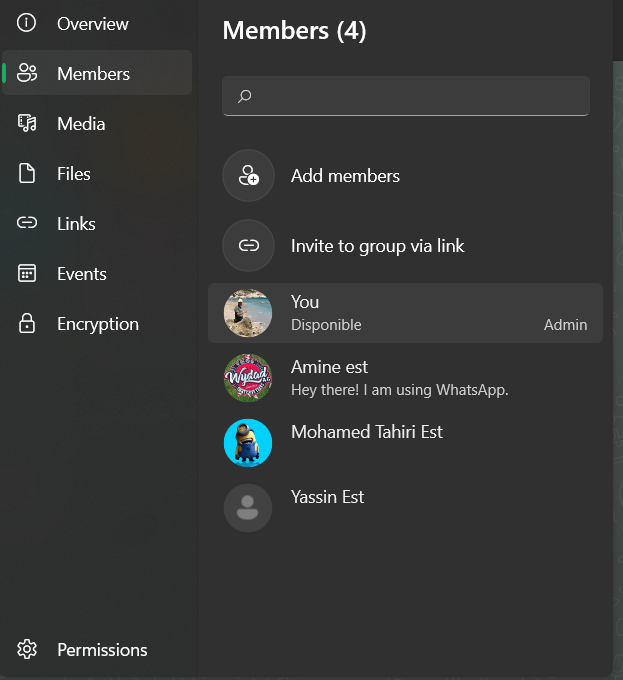 Overview
Members
Media
Files
Links
Events
Encryption
Permissions
Members (4)
Add members
Invite to group via link
You
Disponible
Admin
Amine est
Hey there! I am using WhatsApp.
Wydad
Mohamed Tahiri Est
Yassin Est